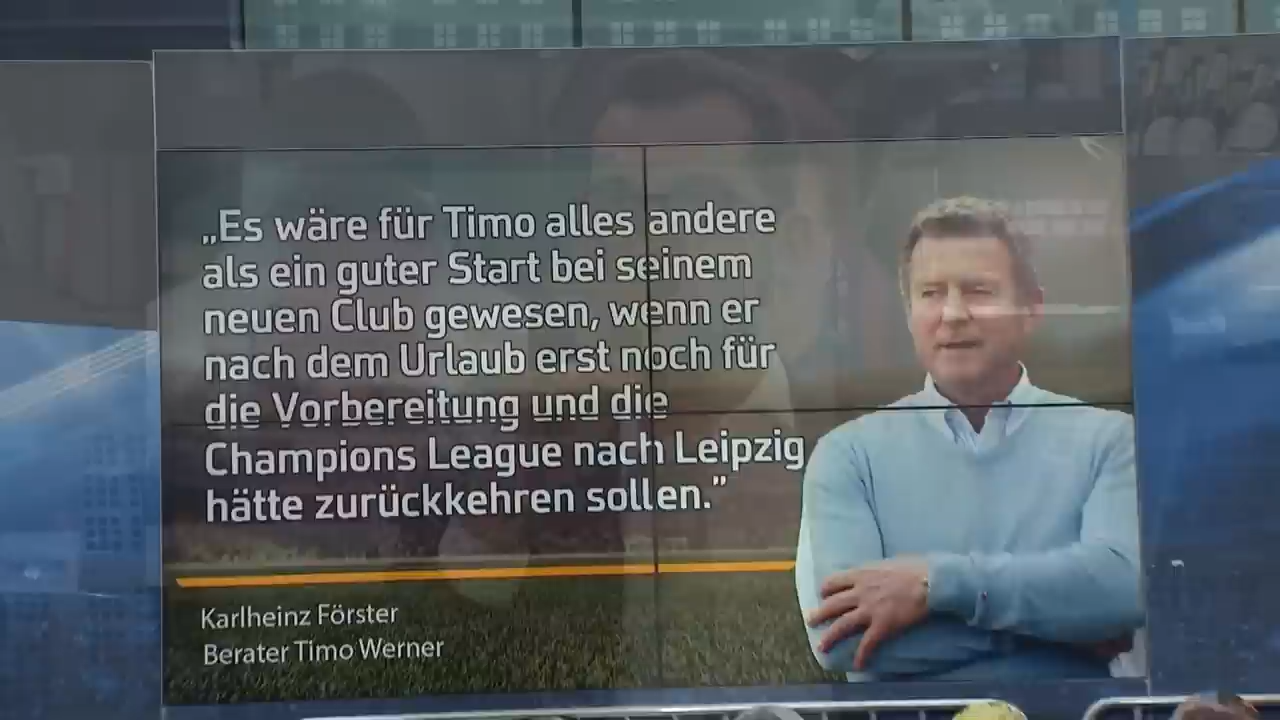 „Es wäre für Timo alles andere
als ein guter Start bei seinem
neuen Club gewesen, wenn er
nach dem Urlaub erst noch für
die Vorbereitung und die
Champions League nach Leipzig
hätte zurückkehren sollen.”
Karlheinz Förster
Berater Timo Werner